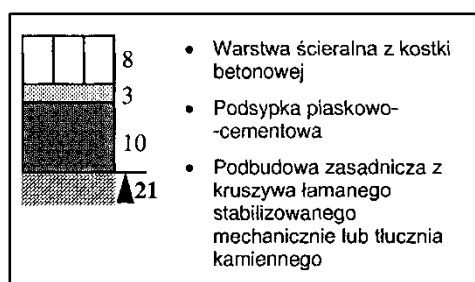 8
3
10
21
• Warstwa ścieralna z kostki
betonowej
• Podsypka piaskowo-
-cementowa
• Podbudowa zasadnicza z
kruszywa łamanego
stabilizowanego
mechanicznie lub tłucznia
kamiennego